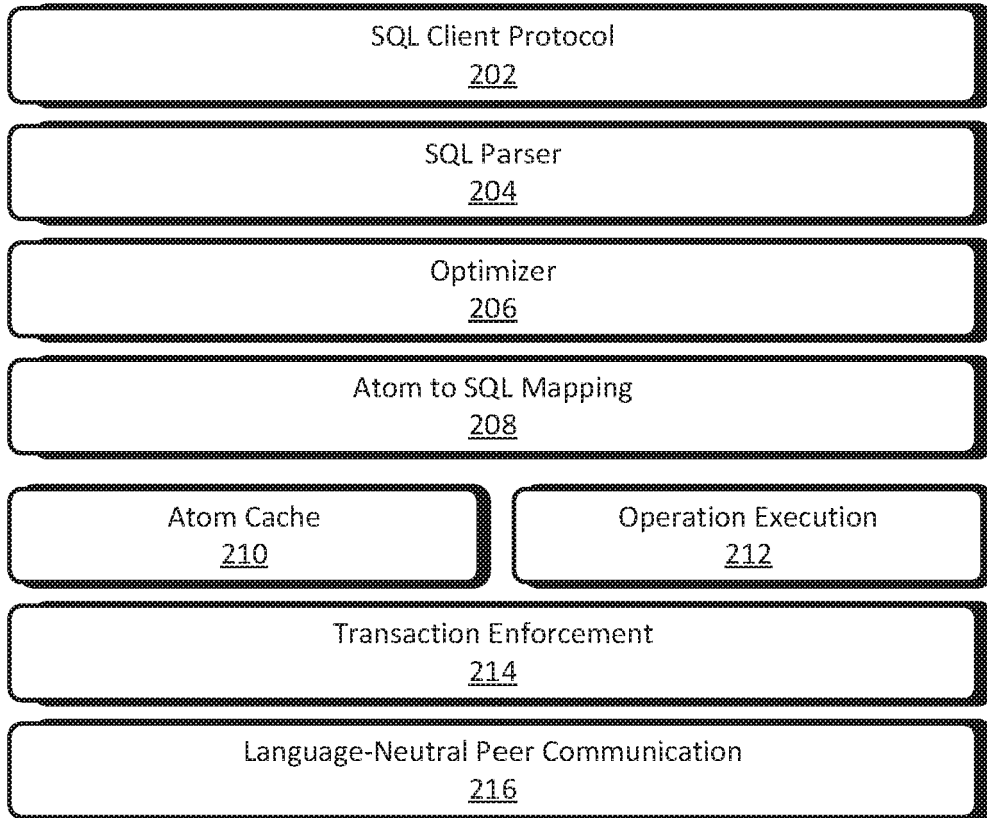 SQL Client Protocol
202
SQL Parser
204
Optimizer
206
Atom to SQL Mapping
208
Atom Cache
210
Operation Execution
212
Transaction Enforcement
214
Language-Neutral Peer Communication
216